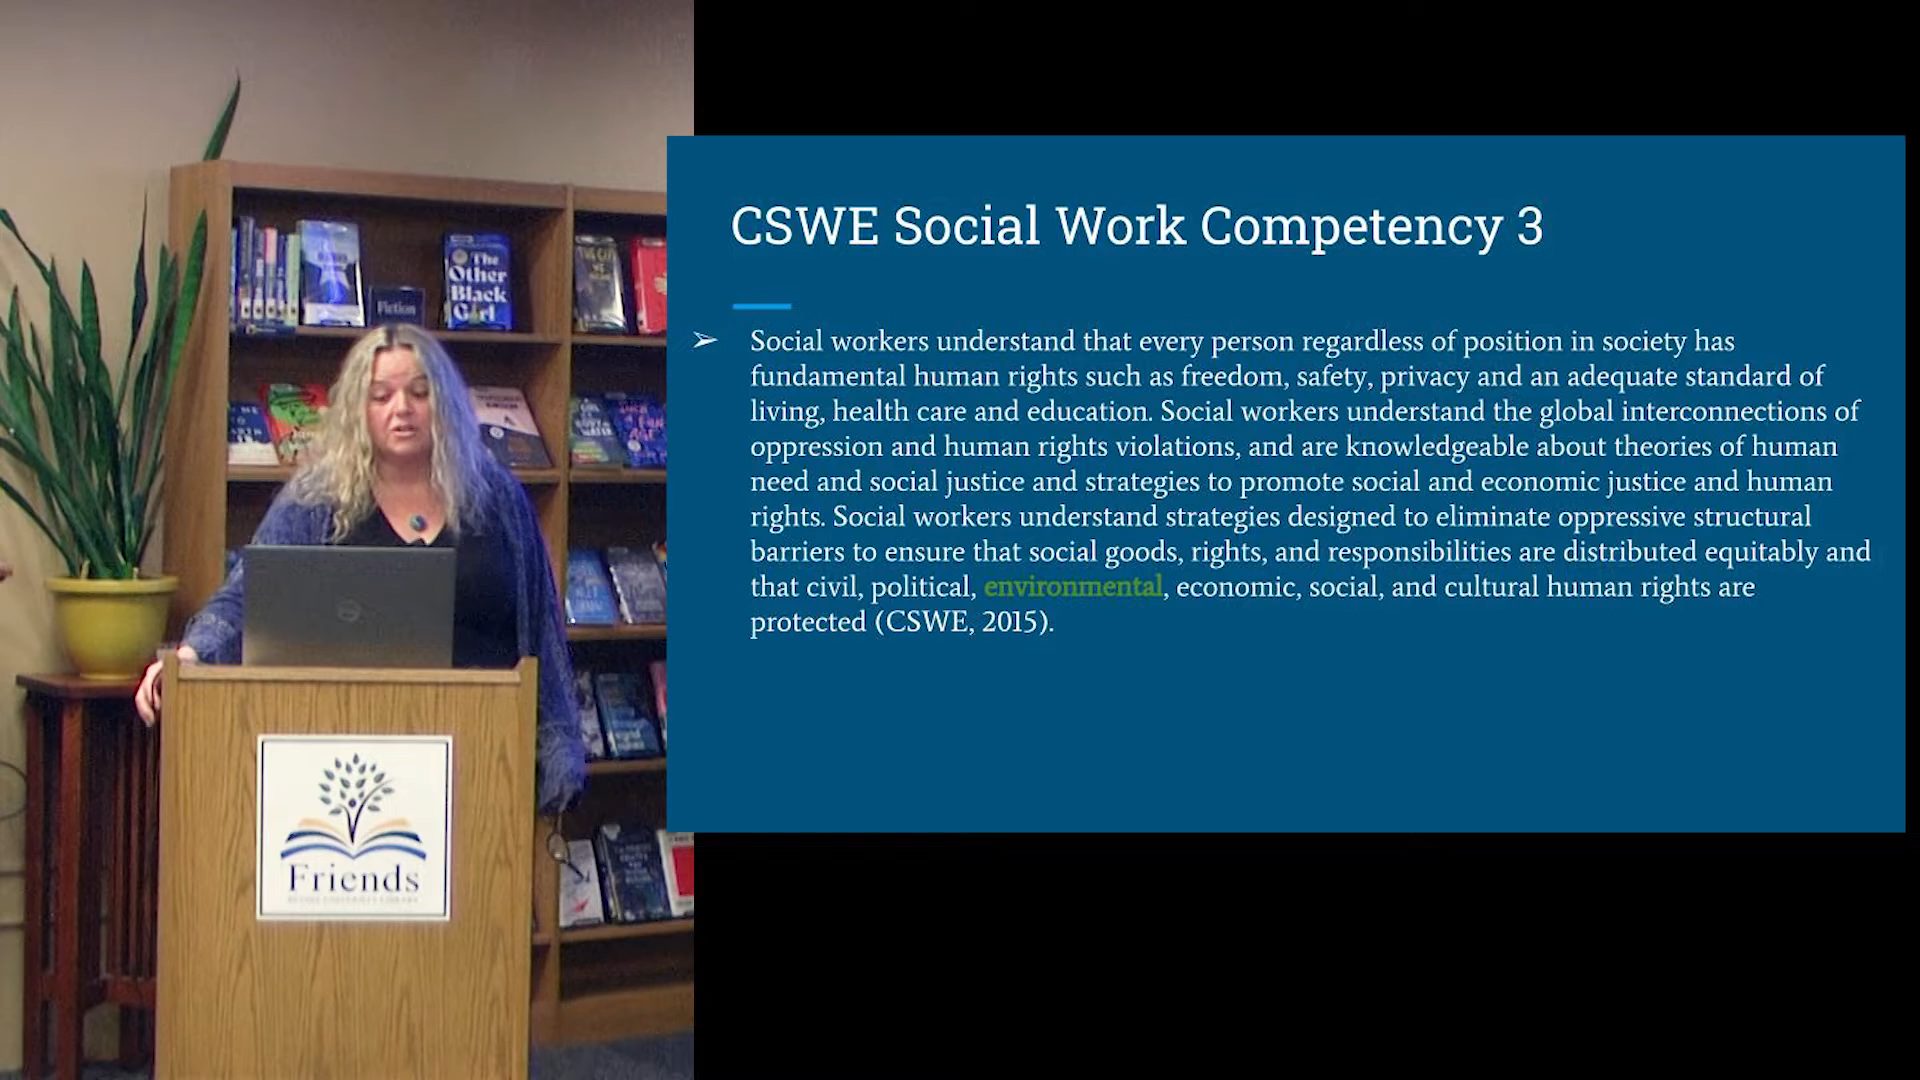 The
Other
Black
Girl
Fiction
Friends
CSWE Social Work Competency 3
➢ Social workers understand that every person regardless of position in society has
fundamental human rights such as freedom, safety, privacy and an adequate standard of
living, health care and education. Social workers understand the global interconnections of
oppression and human rights violations, and are knowledgeable about theories of human
need and social justice and strategies to promote social and economic justice and human
rights. Social workers understand strategies designed to eliminate oppressive structural
barriers to ensure that social goods, rights, and responsibilities are distributed equitably and
that civil, political, environmental, economic, social, and cultural human rights are
protected (CSWE, 2015).